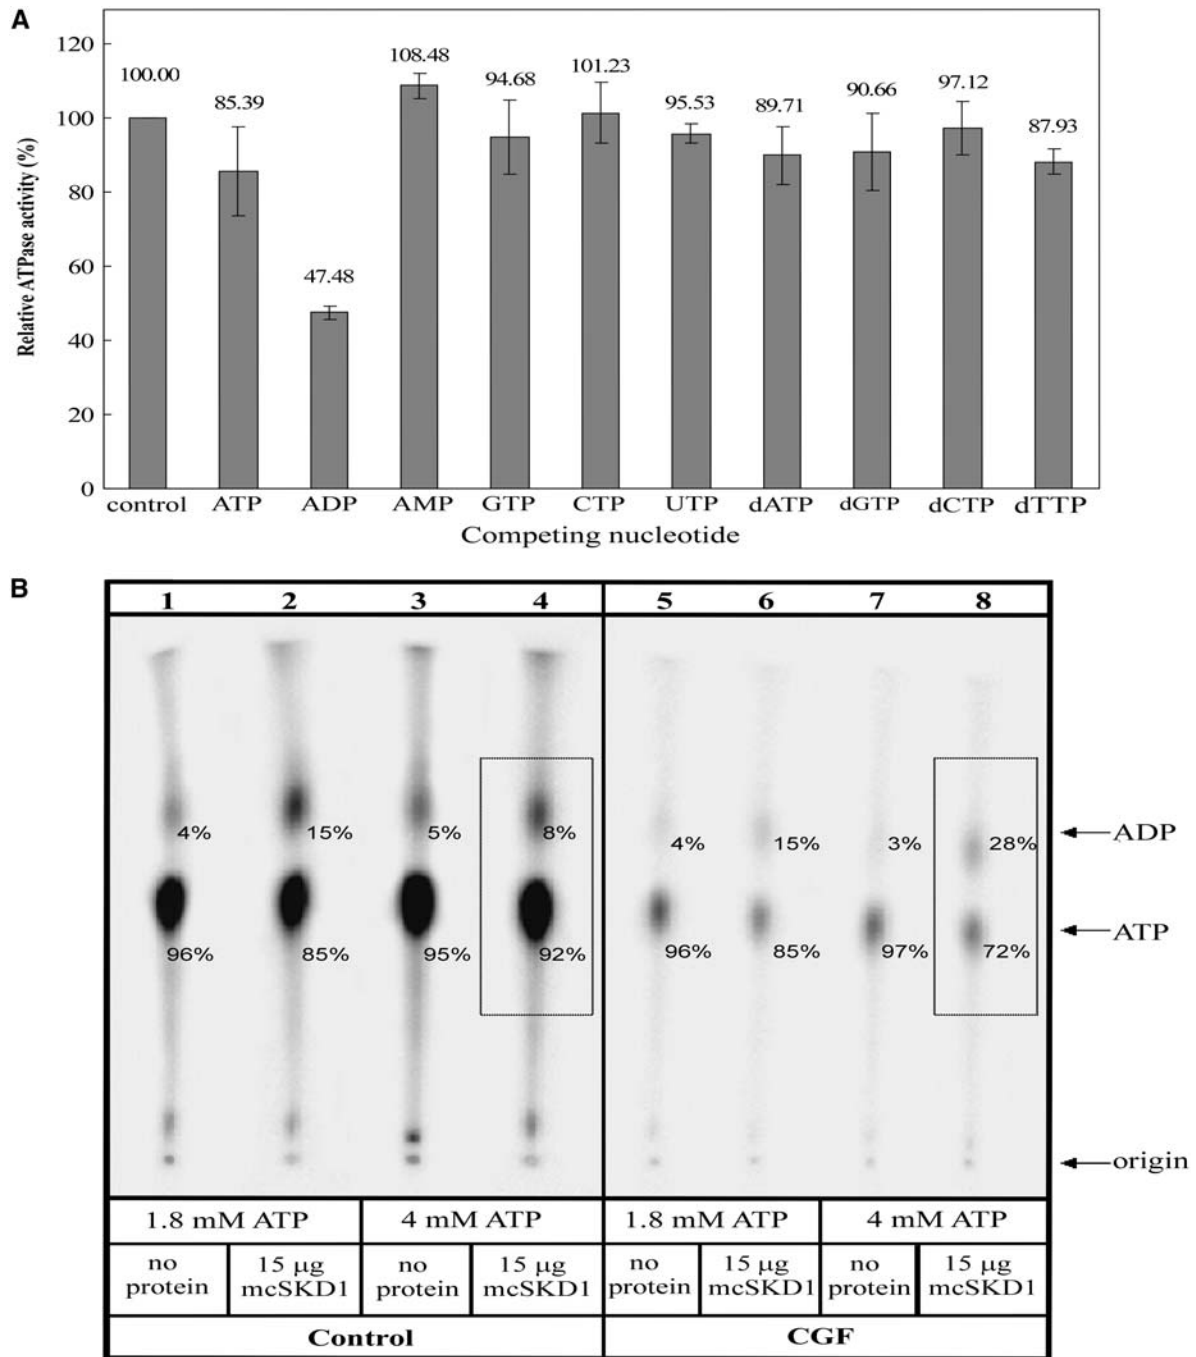 A
Relative ATPase activity (%)
120
100
80
60
40
20
0
100.00
85.39
47.48
108.48
94.68
101.23
95.53
89.71
90.66
97.12
87.93
control ATP ADP AMP GTP CTP UTP dATP dGTP dCTP dTTP
Competing nucleotide
B
1 2 3 4 5 6 7 8
4% 15% 5% 8% 4% 15% 3% 28%
ADP
96% 85% 95% 92% 96% 85% 97% 72%
ATP
origin
1.8 mM ATP 4 mM ATP 1.8 mM ATP 4 mM ATP
no protein
15 µg mcSKD1
no protein
15 µg mcSKD1
no protein
15 µg mcSKD1
no protein
15 µg mcSKD1
Control CGF